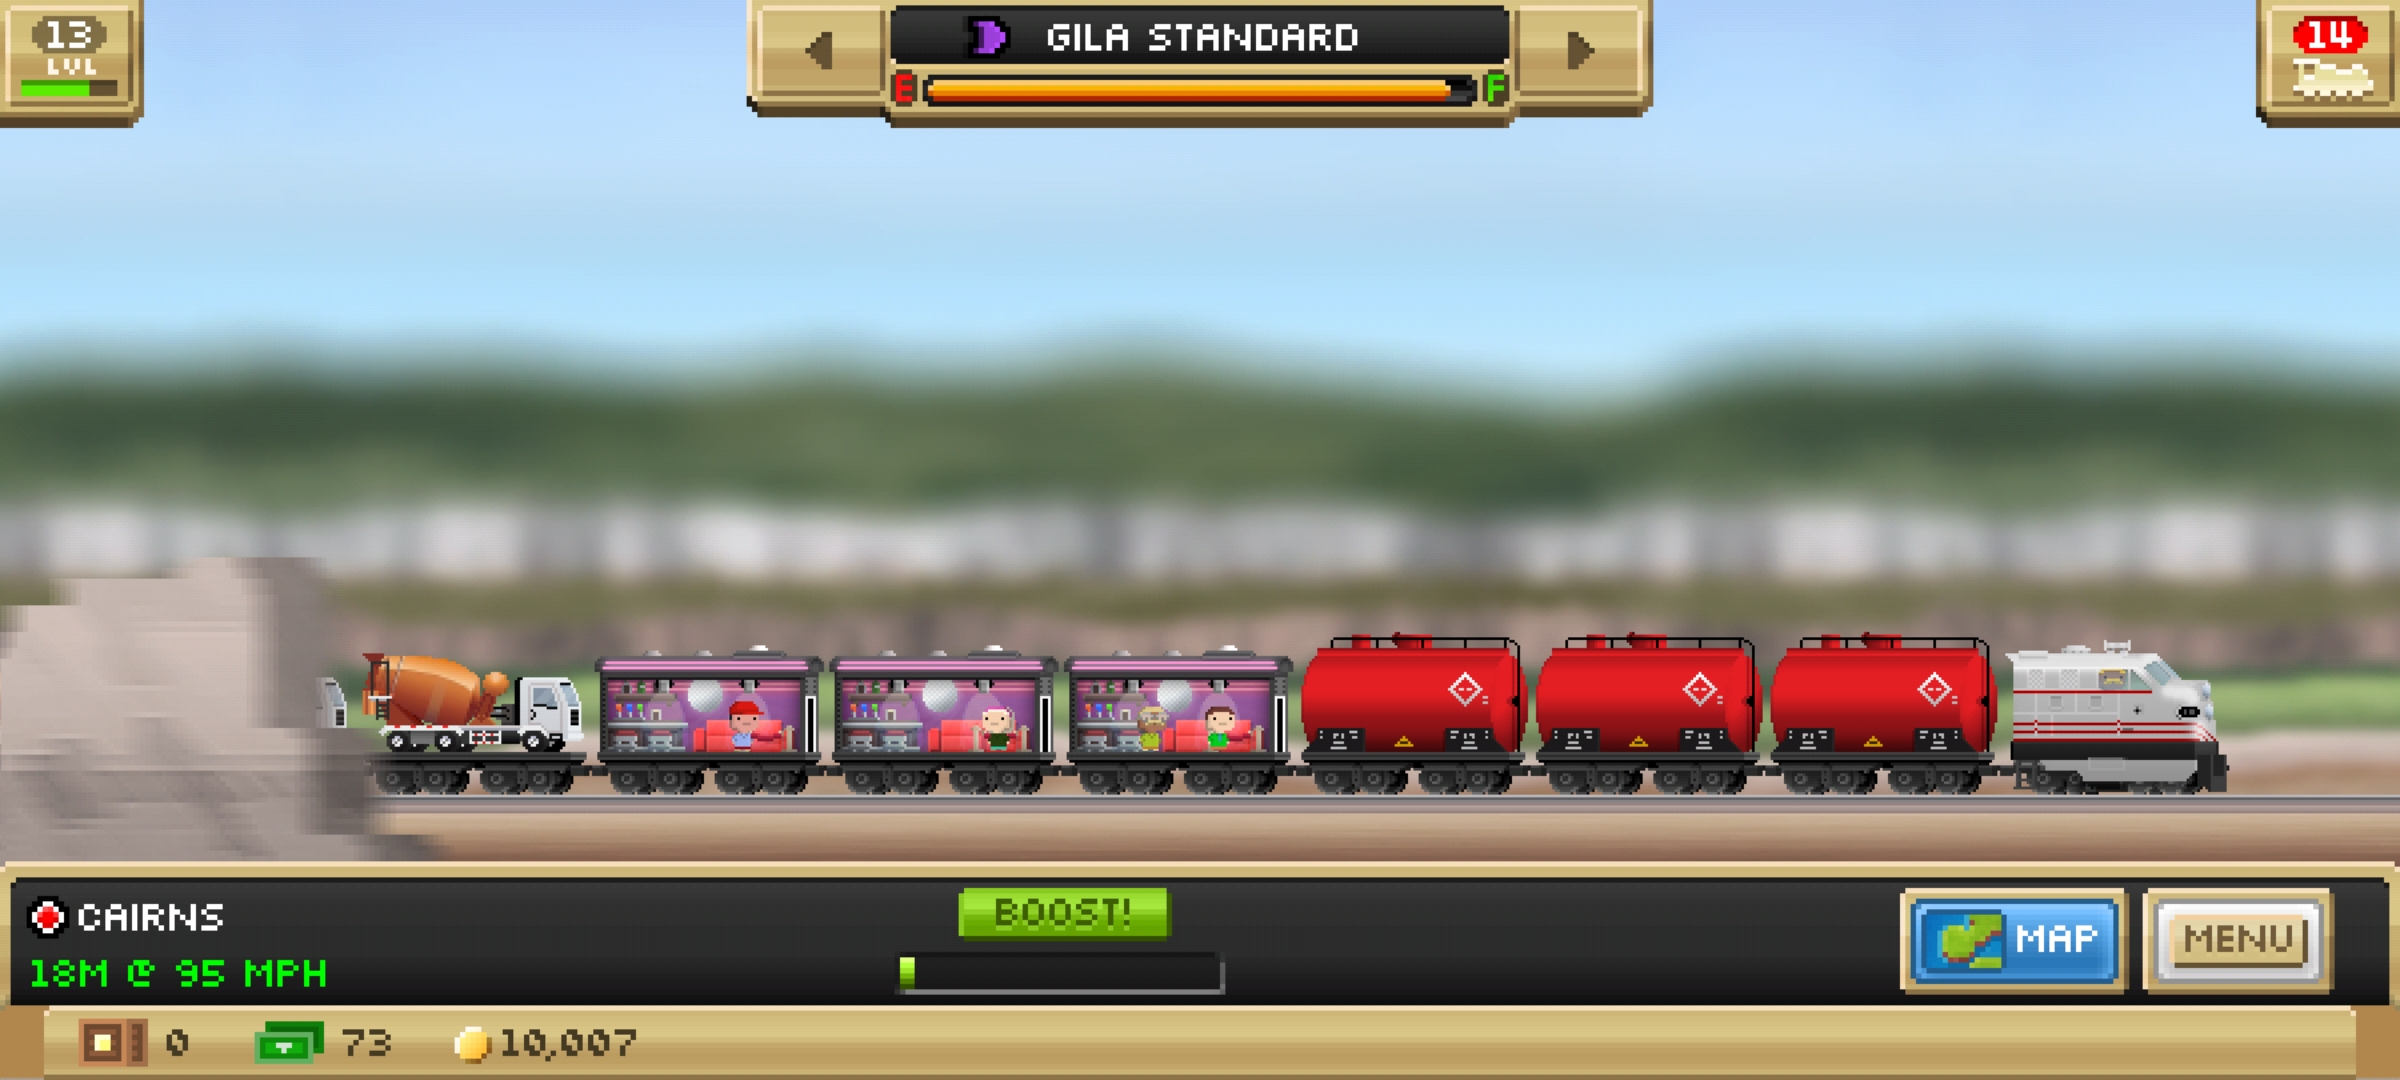 13
LVL
GILA STANDARD
E F
14
CAIRNS
18M @ 95 MPH
BOOST!
MAP
MENU
0
73
10,007